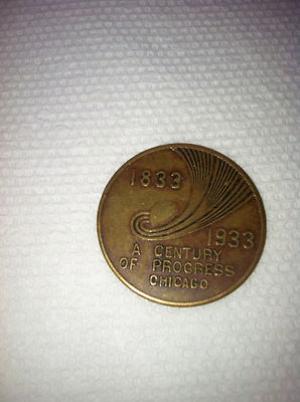 1833
1933
A CENTURY
OF PROGRESS
CHICAGO